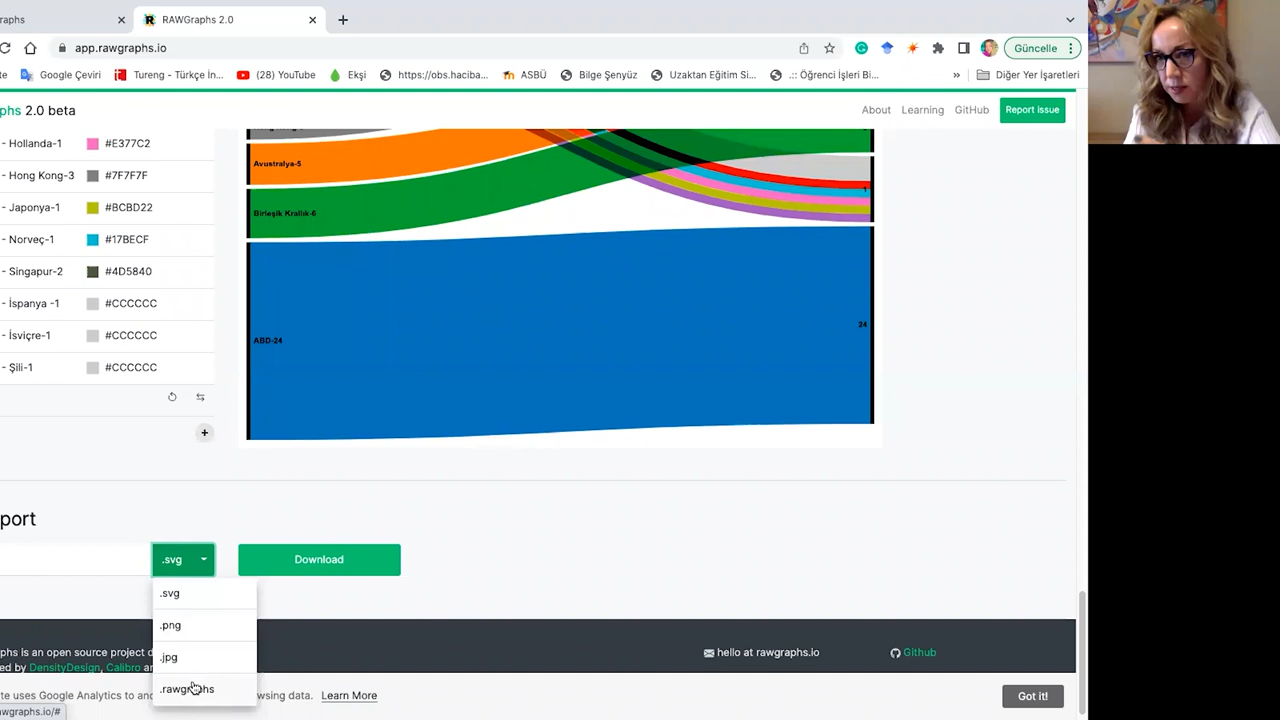 raphs
RAWGraphs 2.0
app.rawgraphs.io
Güncelle
te
Google Çeviri
Tureng - Türkçe İn...
(28) YouTube
Ekşi
https://obs.haciba...
ASBÜ
Bilge Şenyüz
Uzaktan Eğitim Si...
.:: Öğrenci İşleri Bi...
»
Diğer Yer İşaretleri
phs 2.0 beta
About
Learning
GitHub
Report issue
- Hollanda-1 #E377C2
- Hong Kong-3 #7F7F7F
- Japonya-1 #BCBD22
- Norveç-1 #17BECF
- Singapur-2 #4D5840
- İspanya -1 #CCCCCC
- İsviçre-1 #CCCCCC
- Şili-1 #CCCCCC
Avustralya-5
1
Birleşik Krallık-6
24
ABD-24
port
.svg
Download
.svg
.png
.jpg
.rawgraphs
phs is an open source project d
ed by DensityDesign, Calibro an
hello at rawgraphs.io
Github
te uses Google Analytics to and
wsing data. Learn More
Got it!
wgraphs.io/#